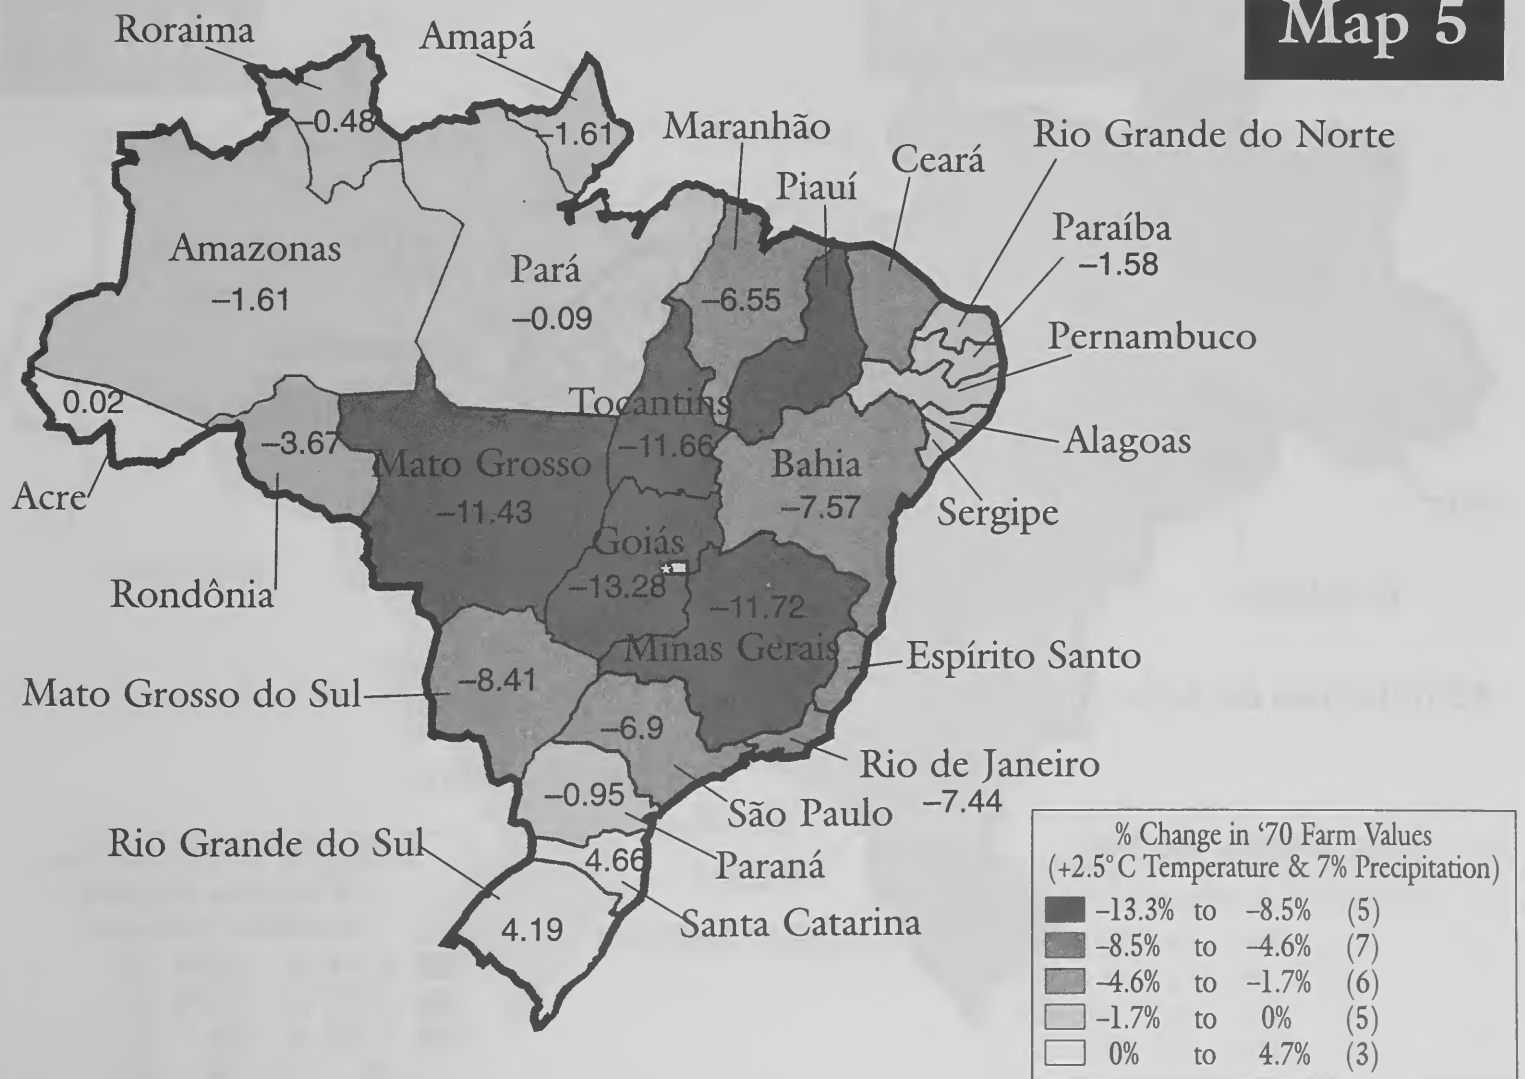 Map 5
Roraima
−0.48
Amapá
−1.61
Maranhão
−6.55
Piauí
Ceará
Rio Grande do Norte
Paraíba
−1.58
Pernambuco
Alagoas
Sergipe
Amazonas
−1.61
Pará
−0.09
0.02
Acre
−3.67
Rondônia
Tocantins
−11.66
Mato Grosso
−11.43
Bahia
−7.57
Goiás
−13.28
−11.72
Minas Gerais
Espírito Santo
Mato Grosso do Sul
−8.41
−6.9
São Paulo
Rio de Janeiro
−7.44
−0.95
Paraná
4.66
Santa Catarina
Rio Grande do Sul
4.19
% Change in ‘70 Farm Values
(+2.5°C Temperature & 7% Precipitation)
−13.3% to −8.5% (5)
−8.5% to −4.6% (7)
−4.6% to −1.7% (6)
−1.7% to 0% (5)
0% to 4.7% (3)